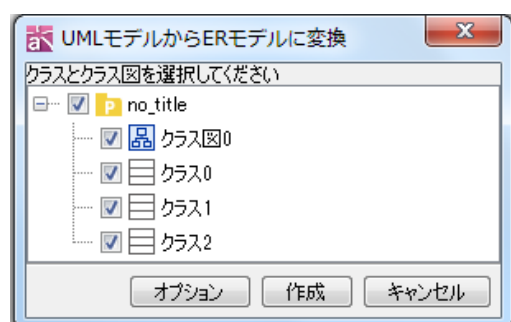 UMLモデルからERモデルに変換
クラスとクラス図を選択してください
no_title
クラス図0
クラス0
クラス1
クラス2
オプション 作成 キャンセル